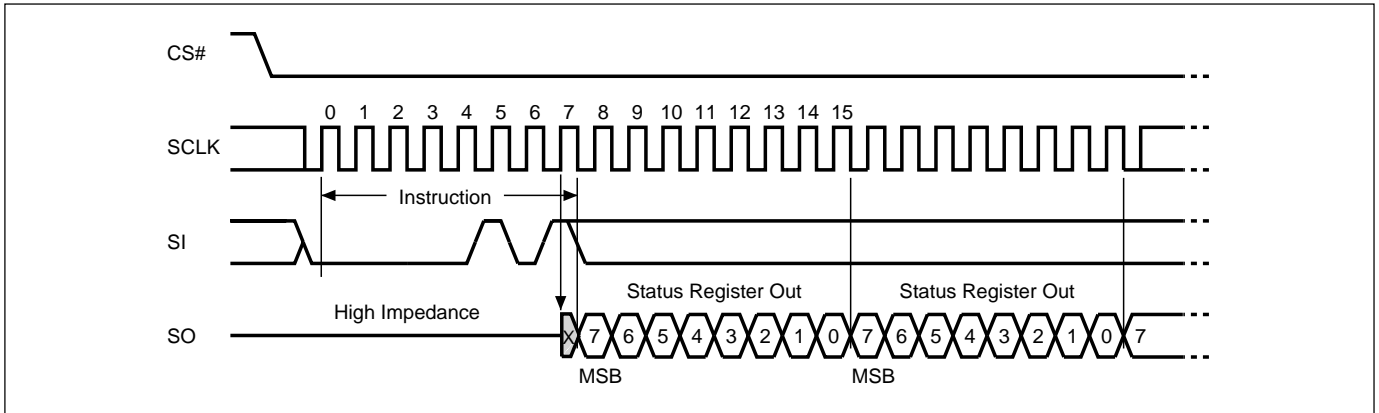 CS#
0 1 2 3 4 5 6 7 8 9 10 11 12 13 14 15
SCLK
Instruction
SI
Status Register Out Status Register Out
High Impedance
SO X 7 6 5 4 3 2 1 0 7 6 5 4 3 2 1 0 7
MSB MSB